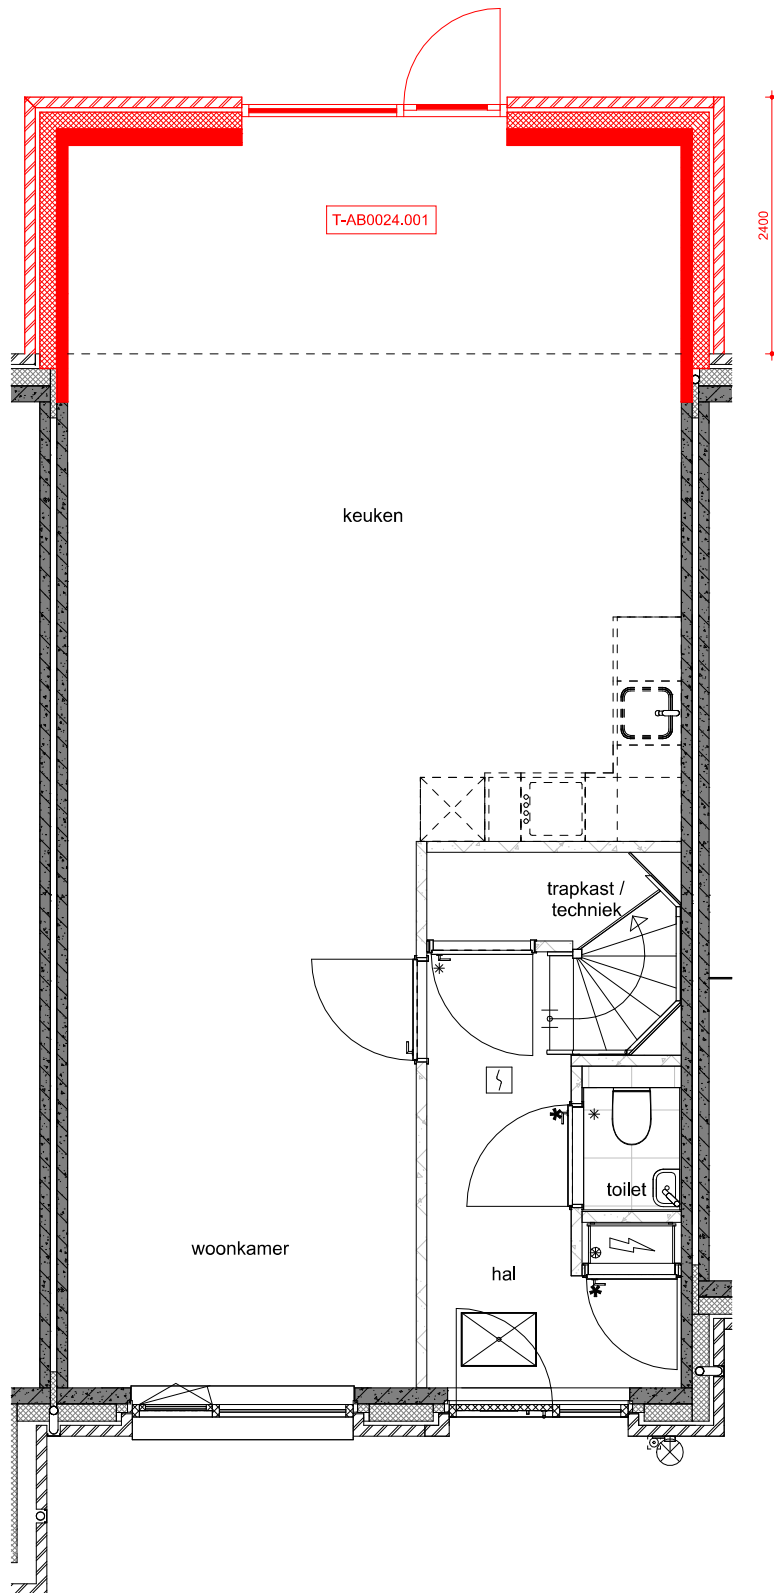 T-AB0024.001
2400
keuken
trapkast /
techniek
toilet
woonkamer
hal